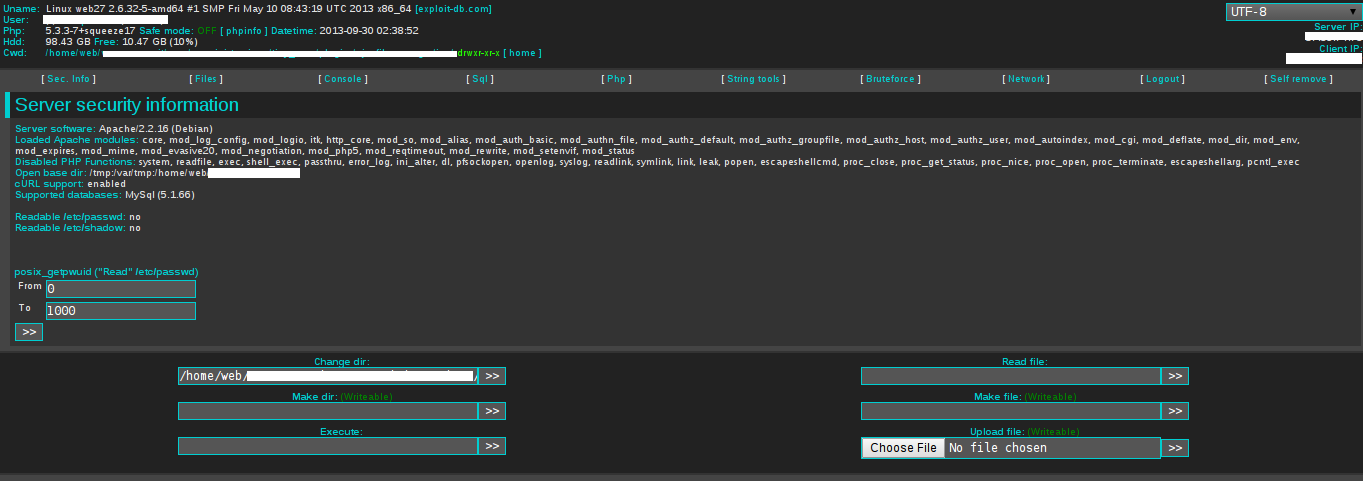 Uname: Linux web27 2.6.32-5-amd64 #1 SMP Fri May 10 08:43:19 UTC 2013 x86_64 [exploit-db.com]
UTF-8
User:
Php: 5.3.3-7+squeeze17 Safe mode: OFF [ phpinfo ] Datetime: 2013-09-30 02:38:52
Server IP:
Hdd: 98.43 GB Free: 10.47 GB (10%)
Cwd: /home/web/ drwxr-xr-x [ home ]
Client IP:
[ Sec. Info ] [ Files ] [ Console ] [ Sql ] [ Php ] [ String tools ] [ Bruteforce ] [ Network ] [ Logout ] [ Self remove ]
Server security information
Server software: Apache/2.2.16 (Debian)
Loaded Apache modules: core, mod_log_config, mod_logio, itk, http_core, mod_so, mod_alias, mod_auth_basic, mod_authn_file, mod_authz_default, mod_authz_groupfile, mod_authz_host, mod_authz_user, mod_autoindex, mod_cgi, mod_deflate, mod_dir, mod_env,
mod_expires, mod_mime, mod_evasive20, mod_negotiation, mod_php5, mod_reqtimeout, mod_rewrite, mod_setenvif, mod_status
Disabled PHP Functions: system, readfile, exec, shell_exec, passthru, error_log, ini_alter, dl, pfsockopen, openlog, syslog, readlink, symlink, link, leak, popen, escapeshellcmd, proc_close, proc_get_status, proc_nice, proc_open, proc_terminate, escapeshellarg, pcntl_exec
Open base dir: /tmp:/var/tmp:/home/web/
cURL support: enabled
Supported databases: MySql (5.1.66)
Readable /etc/passwd: no
Readable /etc/shadow: no
posix_getpwuid ("Read" /etc/passwd)
From 0
To 1000
>>
Change dir:
/home/web/ / >>
Read file:
>>
Make dir: (Writeable)
>>
Make file: (Writeable)
>>
Execute:
>>
Upload file: (Writeable)
Choose File No file chosen >>